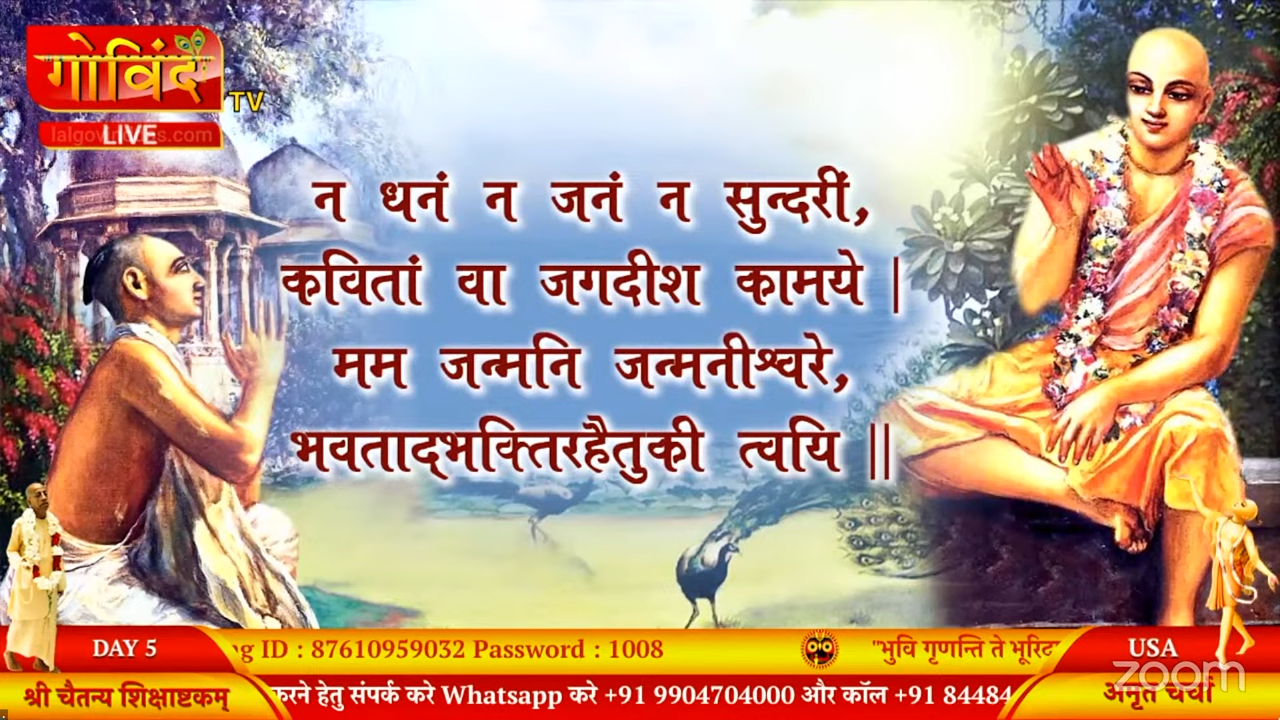 गोविंद
TV
lalgovindas.com
LIVE
न धनं न जनं न सुन्दरीं,
कवितां वा जगदीश कामये |
मम जन्मनि जन्मनीश्वरे,
भवताद्भक्तिरहैतुकी त्वयि ||
DAY 5
g ID : 87610959032 Password : 1008
"भुवि गृणन्ति ते भूरिद
USA
zoom
श्री चैतन्य शिक्षाष्टकम्
करने हेतु संपर्क करे Whatsapp करे +91 9904704000 और कॉल +91 84484
अमृत चर्चा